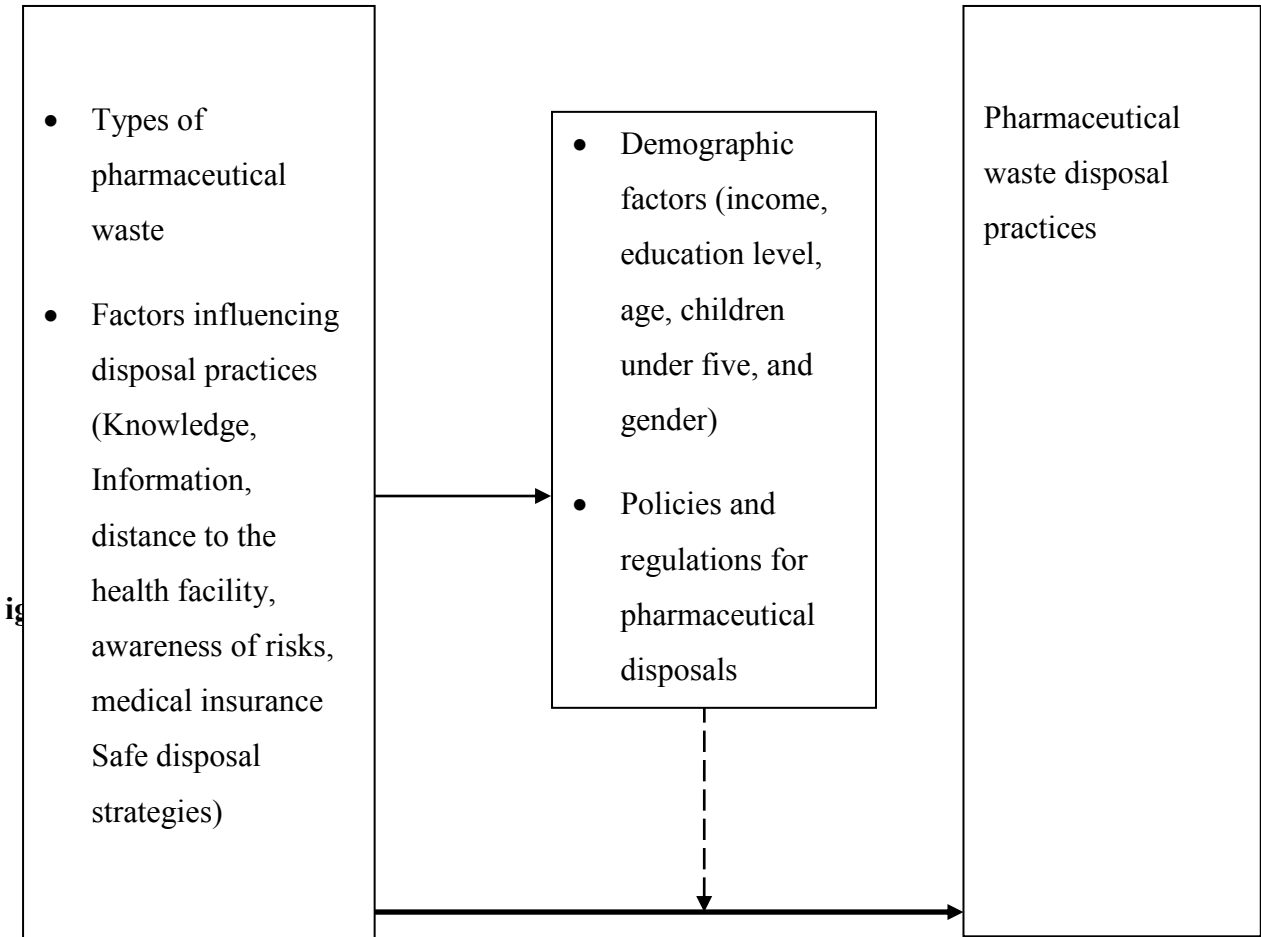 • Types of
pharmaceutical
waste
• Factors influencing
disposal practices
(Knowledge,
Information,
distance to the
health facility,
awareness of risks,
medical insurance
Safe disposal
strategies)
• Demographic
factors (income,
education level,
age, children
under five, and
gender)
• Policies and
regulations for
pharmaceutical
disposals
Pharmaceutical
waste disposal
practices